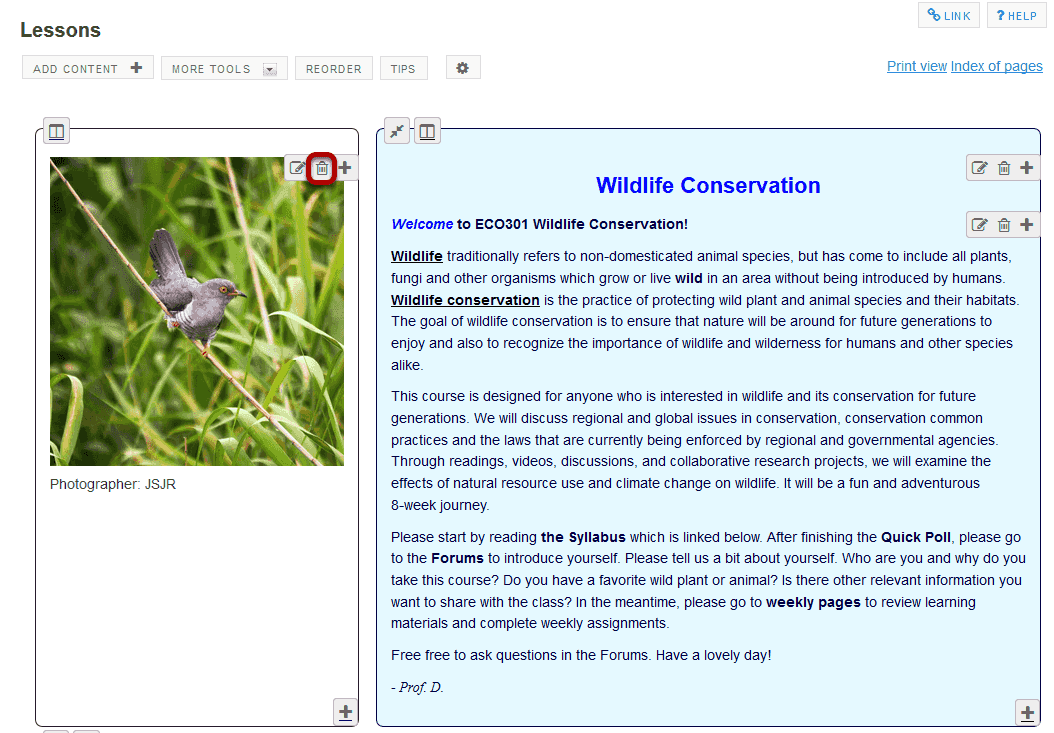 LINK
? HELP
Lessons
ADD CONTENT
MORE TOOLS
REORDER
TIPS
Print view Index of pages
Photographer: JSJR
Wildlife Conservation
Welcome to ECO301 Wildlife Conservation!
Wildlife traditionally refers to non-domesticated animal species, but has come to include all plants,
fungi and other organisms which grow or live wild in an area without being introduced by humans.
Wildlife conservation is the practice of protecting wild plant and animal species and their habitats.
The goal of wildlife conservation is to ensure that nature will be around for future generations to
enjoy and also to recognize the importance of wildlife and wilderness for humans and other species
alike.
This course is designed for anyone who is interested in wildlife and its conservation for future
generations. We will discuss regional and global issues in conservation, conservation common
practices and the laws that are currently being enforced by regional and governmental agencies.
Through readings, videos, discussions, and collaborative research projects, we will examine the
effects of natural resource use and climate change on wildlife. It will be a fun and adventurous
8-week journey.
Please start by reading the Syllabus which is linked below. After finishing the Quick Poll, please go
to the Forums to introduce yourself. Please tell us a bit about yourself. Who are you and why do you
take this course? Do you have a favorite wild plant or animal? Is there other relevant information you
want to share with the class? In the meantime, please go to weekly pages to review learning
materials and complete weekly assignments.
Free free to ask questions in the Forums. Have a lovely day!
- Prof. D.